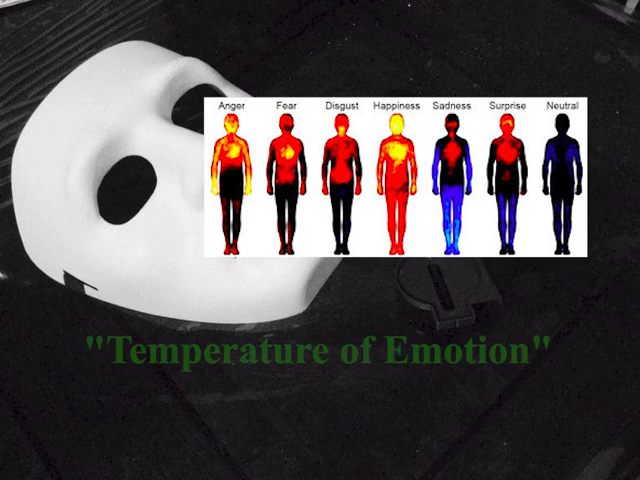 Anger Fear Disgust Happiness Sadness Surprise Neutral
"Temperature of Emotion"